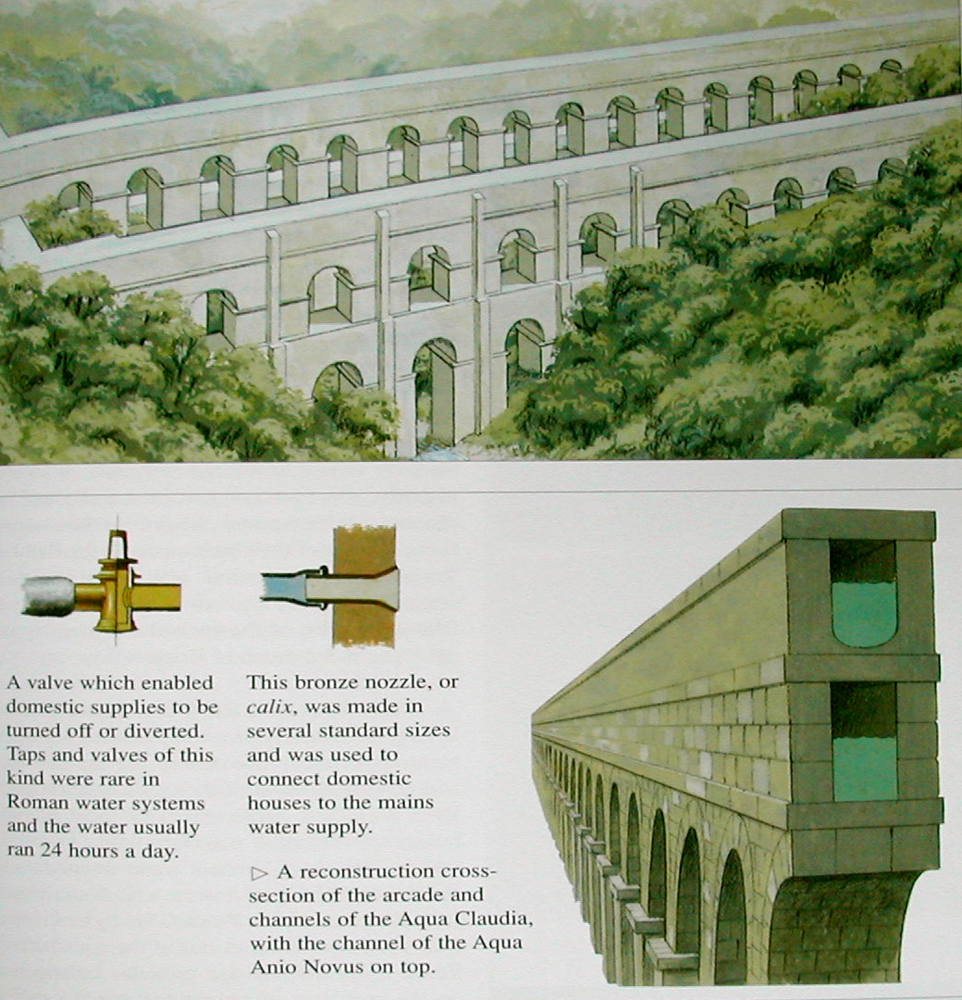 A valve which enabled
domestic supplies to be
turned off or diverted.
Taps and valves of this
kind were rare in
Roman water systems
and the water usually
ran 24 hours a day.
This bronze nozzle, or
calix, was made in
several standard sizes
and was used to
connect domestic
houses to the mains
water supply.
▷ A reconstruction cross-
section of the arcade and
channels of the Aqua Claudia,
with the channel of the Aqua
Anio Novus on top.